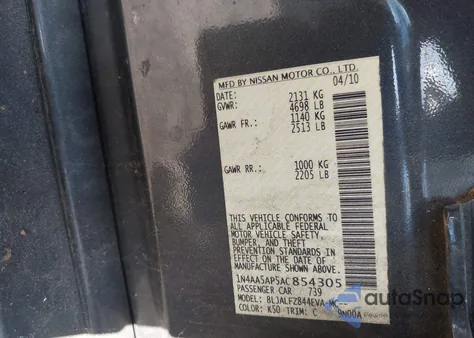 MFD BY NISSAN MOTOR CO., LTD.
DATE: 04/10
GVWR: 2131 KG
4698 LB
GAWR FR.: 1140 KG
2513 LB
GAWR RR.: 1000 KG
2205 LB
THIS VEHICLE CONFORMS TO
ALL APPLICABLE FEDERAL
MOTOR VEHICLE SAFETY,
BUMPER, AND THEFT
PREVENTION STANDARDS IN
EFFECT ON THE DATE OF
MANUFACTURE SHOWN ABOVE.
1N4AA5AP5AC854305
PASSENGER CAR 739
MODEL: BLJALFZ844EVA
COLOR: K50 TRIM: C 9N00A
AutoSnap